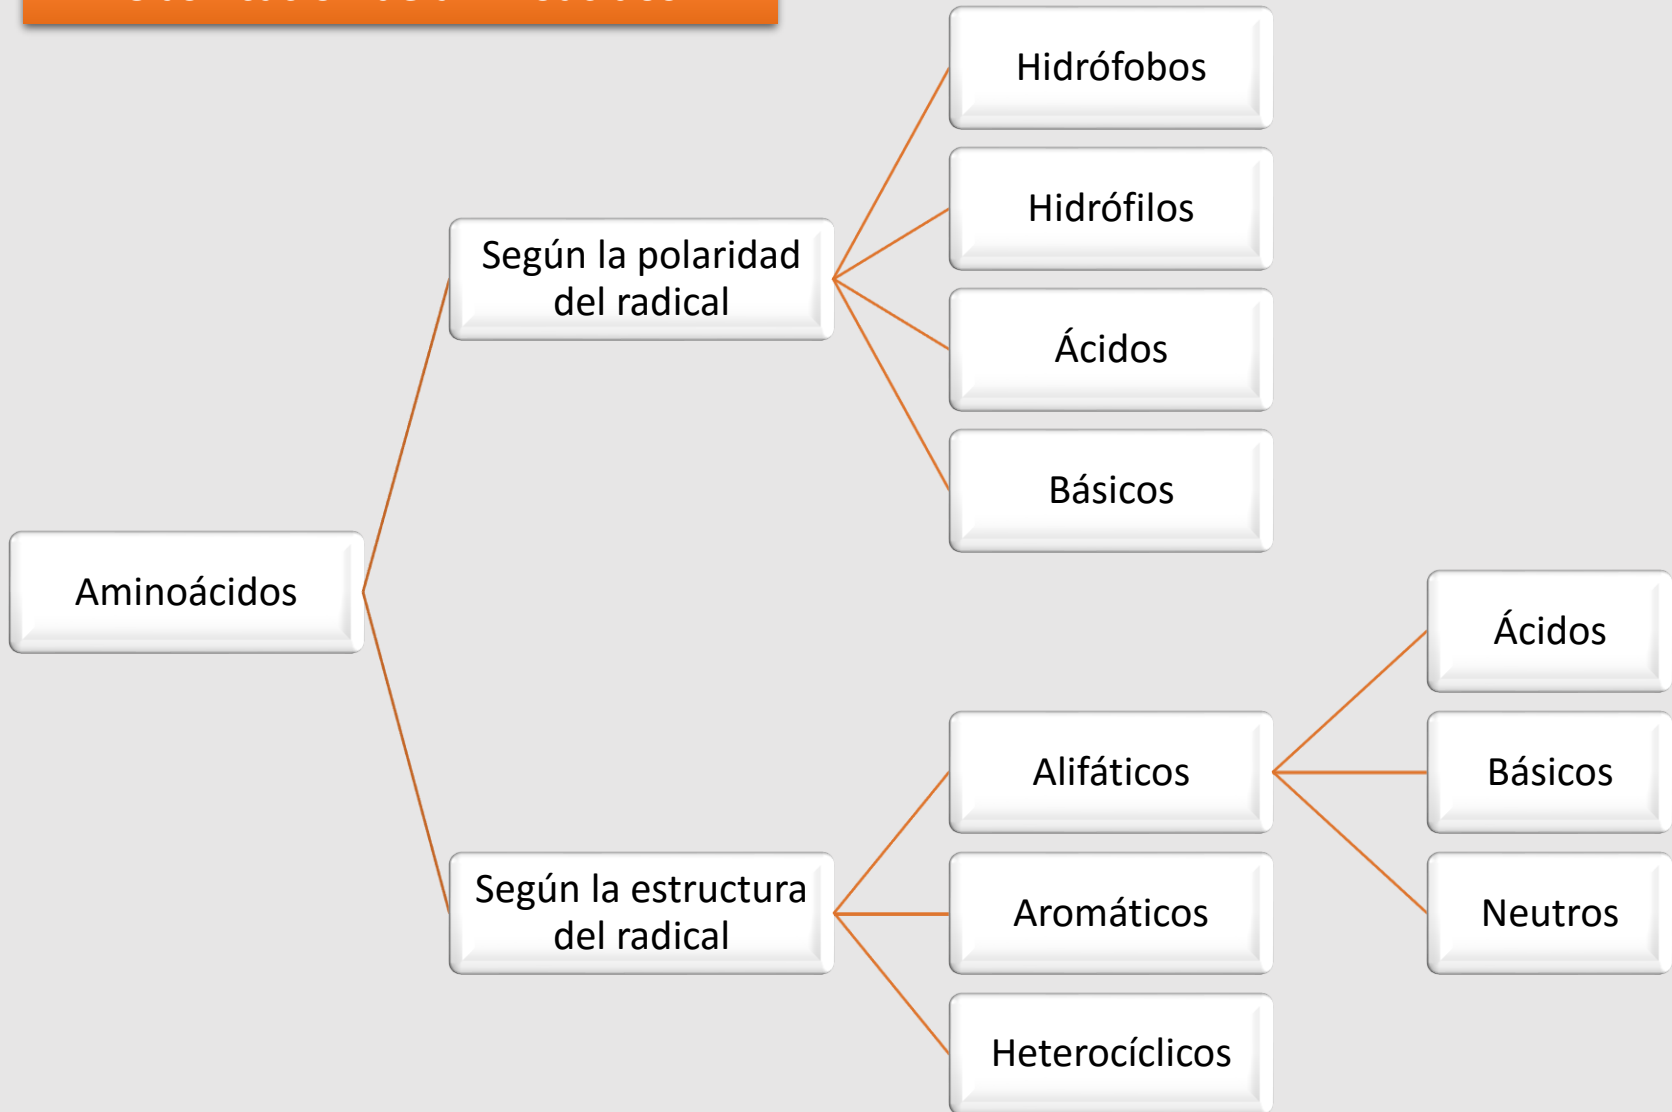 Hidrófobos
Hidrófilos
Según la polaridad
del radical
Ácidos
Básicos
Aminoácidos
Ácidos
Alifáticos
Básicos
Según la estructura
del radical
Aromáticos
Neutros
Heterocíclicos